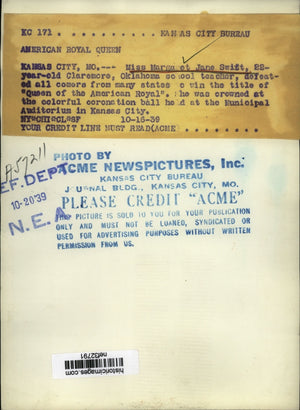 KC 171 . . . . . . . . . KANSAS CITY BUREAU
AMERICAN ROYAL QUEEN
KANSAS CITY, MO.--- Miss Margaret Jane Swift, 22-
year-old Claremore, Oklahoma school teacher, defeat-
ed all comers from many states to win the title of
"Queen of the American Royal". She was crowned at
the colorful coronation ball held at the Municipal
Auditorium in Kansas City.
10-16-39
YOUR CREDIT LINE MUST READ(ACME)
A57211
REF. DEPT.
10-20-39
N. E. A.
PHOTO BY
ACME NEWSPICTURES, Inc.
KANSAS CITY BUREAU
JOURNAL BLDG., KANSAS CITY, MO.
PLEASE CREDIT "ACME"
THIS PICTURE IS SOLD TO YOU FOR YOUR PUBLICATION
ONLY AND MUST NOT BE LOANED, SYNDICATED OR
USED FOR ADVERTISING PURPOSES WITHOUT WRITTEN
PERMISSION FROM US.
nef32791
historicimages.com